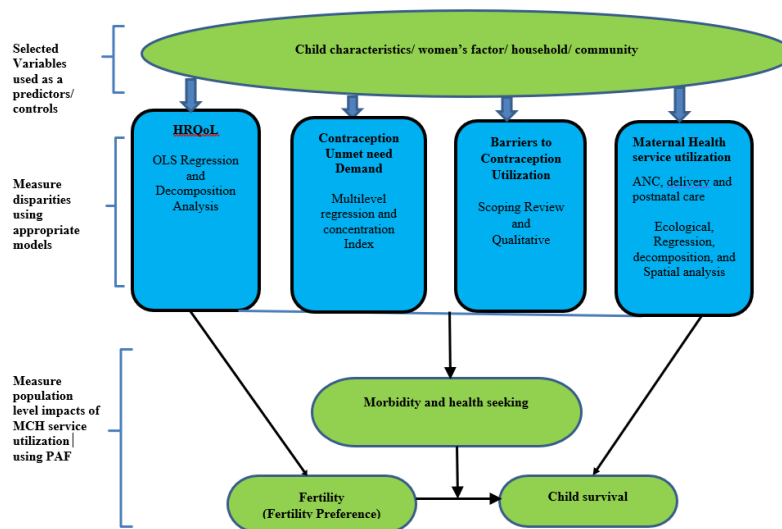 Selected
Variables
used as a
predictors/
controls
Child characteristics/ women's factor/ household/ community
Measure
disparities
using
appropriate
models
HRQoL
OLS Regression
and
Decomposition
Analysis
Contraception
Unmet need
Demand
Multilevel
regression and
concentration
Index
Barriers to
Contraception
Utilization
Scoping Review
and
Qualitative
Maternal Health
service utilization
ANC, delivery and
postnatal care
Ecological,
Regression,
decomposition, and
Spatial analysis
Measure
population
level impacts of
MCH service
utilization
using PAF
Morbidity and health seeking
Fertility
(Fertility Preference)
Child survival